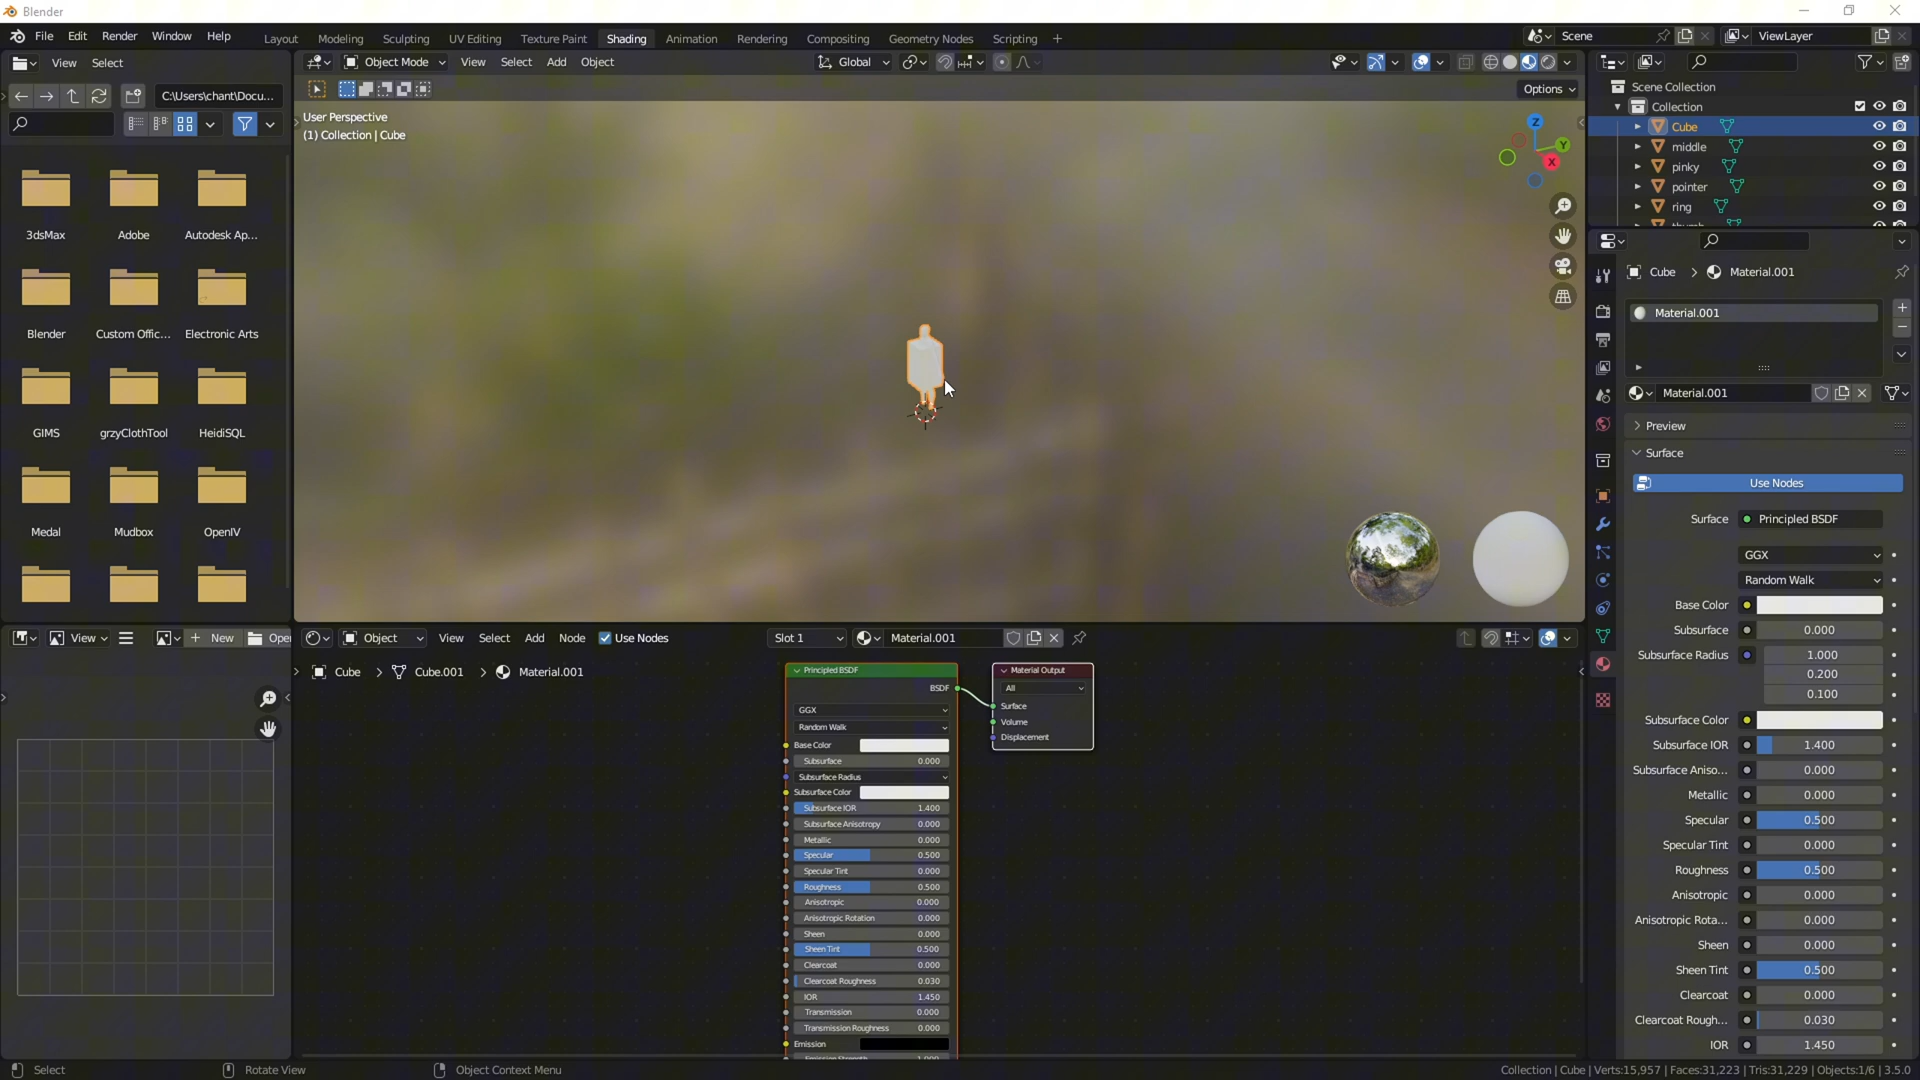 Blender
File Edit Render Window Help
Layout Modeling Sculpting UV Editing Texture Paint Shading Animation Rendering Compositing Geometry Nodes Scripting +
Scene
ViewLayer
View Select
Object Mode View Select Add Object
Global
C:\Users\chant\Docu...
Options
User Perspective
(1) Collection | Cube
Z
Y
X
Scene Collection
Collection
Cube
middle
pinky
pointer
ring
3dsMax Adobe Autodesk Ap...
Blender Custom Offic... Electronic Arts
GIMS grzyClothTool HeidiSQL
Medal Mudbox OpenIV
Cube > Material.001
Material.001
Material.001
Preview
Surface
Use Nodes
Surface Principled BSDF
GGX
Random Walk
Base Color
Subsurface 0.000
Subsurface Radius 1.000
0.200
0.100
Subsurface Color
Subsurface IOR 1.400
Subsurface Aniso... 0.000
Metallic 0.000
Specular 0.500
Specular Tint 0.000
Roughness 0.500
Anisotropic 0.000
Anisotropic Rota... 0.000
Sheen 0.000
Sheen Tint 0.500
Clearcoat 0.000
Clearcoat Rough... 0.030
IOR 1.450
View + New Open
Object View Select Add Node Use Nodes Slot 1 Material.001
Cube > Cube.001 > Material.001
Principled BSDF
BSDF
GGX
Random Walk
Base Color
Subsurface 0.000
Subsurface Radius
Subsurface Color
Subsurface IOR 1.400
Subsurface Anisotropy 0.000
Metallic 0.000
Specular 0.500
Specular Tint 0.000
Roughness 0.500
Anisotropic 0.000
Anisotropic Rotation 0.000
Sheen 0.000
Sheen Tint 0.500
Clearcoat 0.000
Clearcoat Roughness 0.030
IOR 1.450
Transmission 0.000
Transmission Roughness 0.000
Emission
Material Output
All
Surface
Volume
Displacement
Select Rotate View Object Context Menu
Collection | Cube | Verts:15,957 | Faces:31,223 | Tris:31,229 | Objects:1/6 | 3.5.0